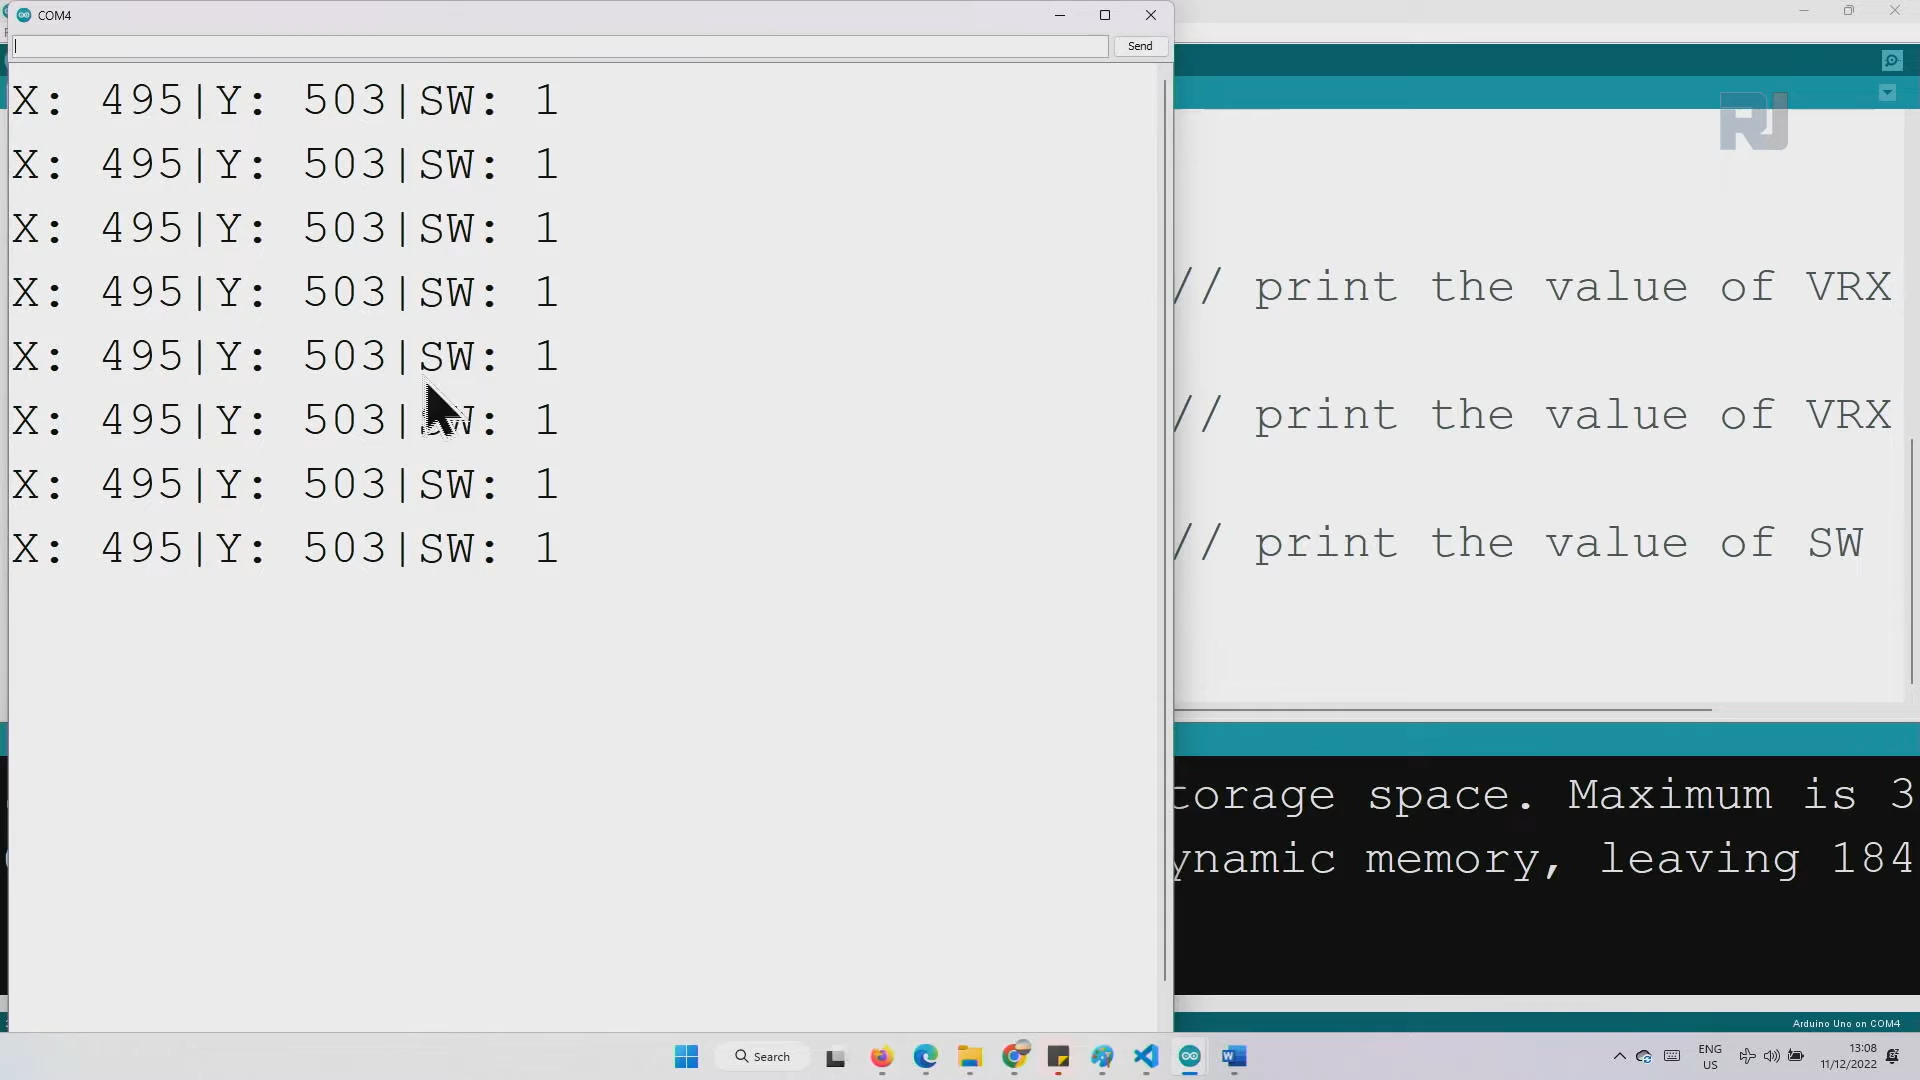 COM4
Send
X: 495|Y: 503|SW: 1
X: 495|Y: 503|SW: 1
X: 495|Y: 503|SW: 1
X: 495|Y: 503|SW: 1
X: 495|Y: 503|SW: 1
X: 495|Y: 503| : 1
X: 495|Y: 503|SW: 1
X: 495|Y: 503|SW: 1
RJ
// print the value of VRX
// print the value of VRX
// print the value of SW
torage space. Maximum is 3
ynamic memory, leaving 184
Arduino Uno on COM4
Search
ENG
US
13:08
11/12/2022